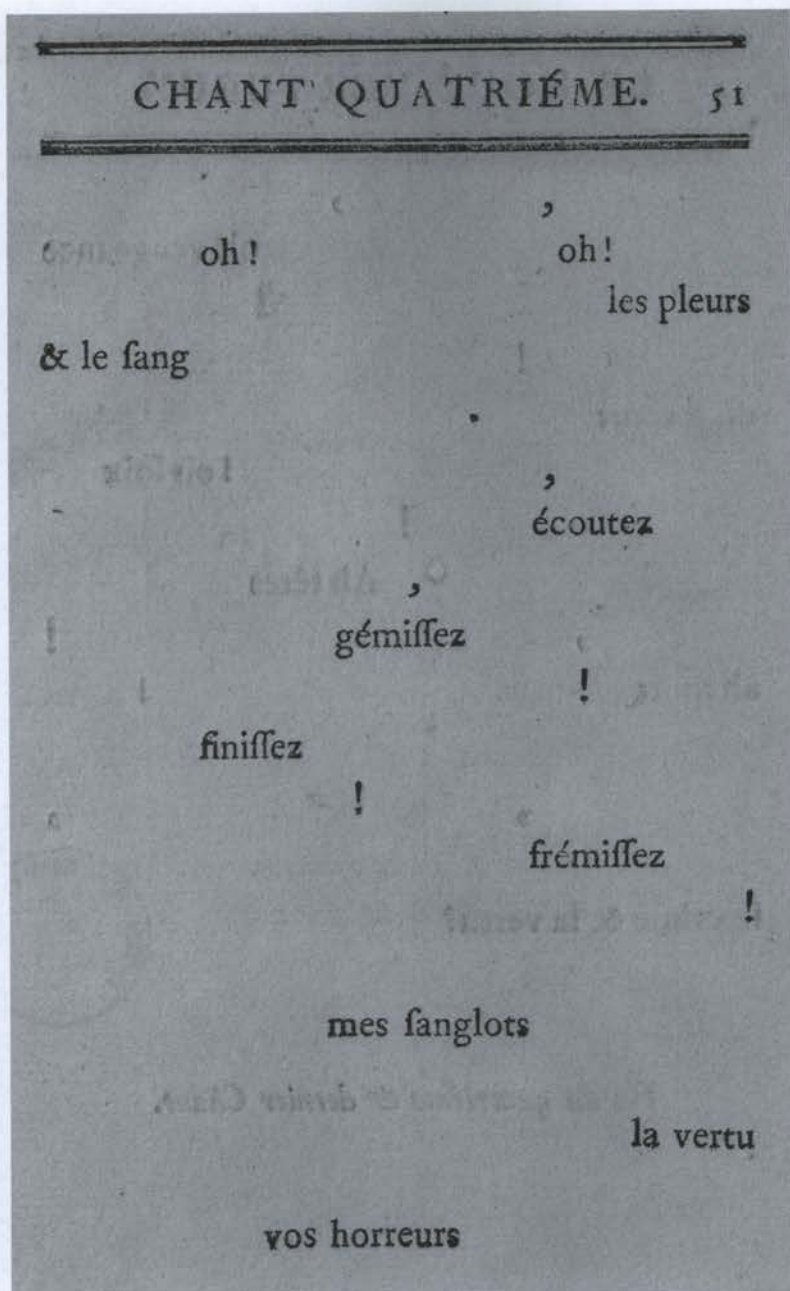 CHANT QUATRIÉME. 51
,
oh! oh!
les pleurs
& le ſang
.
,
écoutez
,
gémiſſez
!
finiſſez
!
frémiſſez
!
mes ſanglots
la vertu
vos horreurs